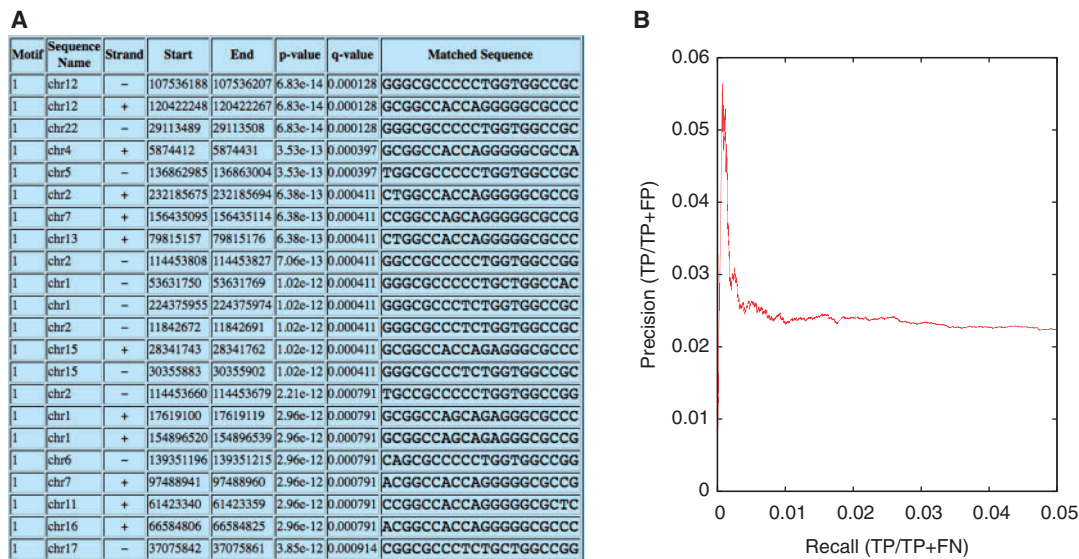 A
Motif Sequence Name Strand Start End p-value q-value Matched Sequence
1 chr12 − 107536188 107536207 6.83e-14 0.000128 GGGCGCCCCCTGGTGGCCGC
1 chr12 + 120422248 120422267 6.83e-14 0.000128 GCGGCCACCAGGGGGCGCCC
1 chr22 − 29113489 29113508 6.83e-14 0.000128 GGGCGCCCCCTGGTGGCCGC
1 chr4 + 5874412 5874431 3.53e-13 0.000397 GCGGCCACCAGGGGGCGCCA
1 chr5 − 136862985 136863004 3.53e-13 0.000397 TGGCGCCCCCTGGTGGCCGC
1 chr2 + 232185675 232185694 6.38e-13 0.000411 CTGGCCACCAGGGGGCGCCG
1 chr7 + 156435095 156435114 6.38e-13 0.000411 CCGGCCAGCAGGGGGCGCCG
1 chr13 + 79815157 79815176 6.38e-13 0.000411 CTGGCCACCAGGGGGCGCCC
1 chr2 − 114453808 114453827 7.06e-13 0.000411 GGCCGCCCCCTGGTGGCCGG
1 chr1 − 53631750 53631769 1.02e-12 0.000411 GGGCGCCCCCTGCTGGCCAC
1 chr1 − 224375955 224375974 1.02e-12 0.000411 GGGCGCCCTCTGGTGGCCGC
1 chr2 − 11842672 11842691 1.02e-12 0.000411 GGGCGCCCTCTGGTGGCCGC
1 chr15 + 28341743 28341762 1.02e-12 0.000411 GCGGCCACCAGAGGGCGCCC
1 chr15 − 30355883 30355902 1.02e-12 0.000411 GGGCGCCCTCTGGTGGCCGC
1 chr2 − 114453660 114453679 2.21e-12 0.000791 TGCCGCCCCCTGGTGGCCGG
1 chr1 + 17619100 17619119 2.96e-12 0.000791 GCGGCCAGCAGAGGGCGCCC
1 chr1 + 154896520 154896539 2.96e-12 0.000791 GCGGCCAGCAGAGGGCGCCG
1 chr6 − 139351196 139351215 2.96e-12 0.000791 CAGCGCCCCCTGGTGGCCGG
1 chr7 + 97488941 97488960 2.96e-12 0.000791 ACGGCCACCAGGGGGCGCCG
1 chr11 + 61423340 61423359 2.96e-12 0.000791 CCGGCCACCAGGGGGCGCTC
1 chr16 + 66584806 66584825 2.96e-12 0.000791 ACGGCCACCAGGGGGCGCCC
1 chr17 − 37075842 37075861 3.85e-12 0.000914 CGGCGCCCTCTGCTGGCCGG
B
Precision (TP/TP+FP)
0.06
0.05
0.04
0.03
0.02
0.01
0
0 0.01 0.02 0.03 0.04 0.05
Recall (TP/TP+FN)